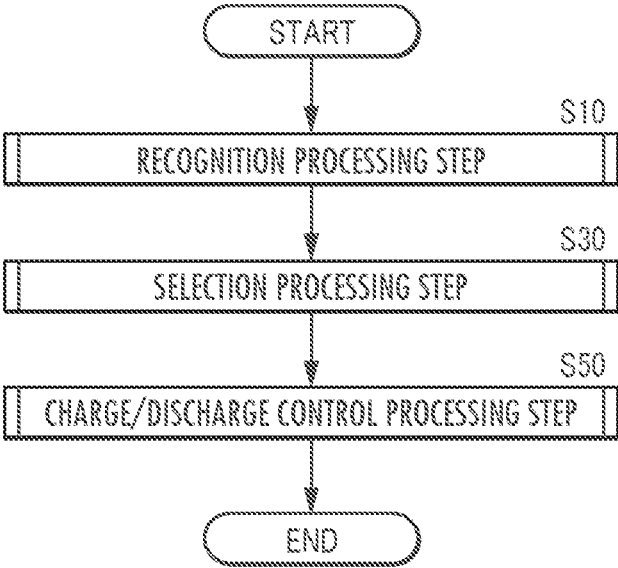 START
S10
RECOGNITION PROCESSING STEP
S30
SELECTION PROCESSING STEP
S50
CHARGE/DISCHARGE CONTROL PROCESSING STEP
END